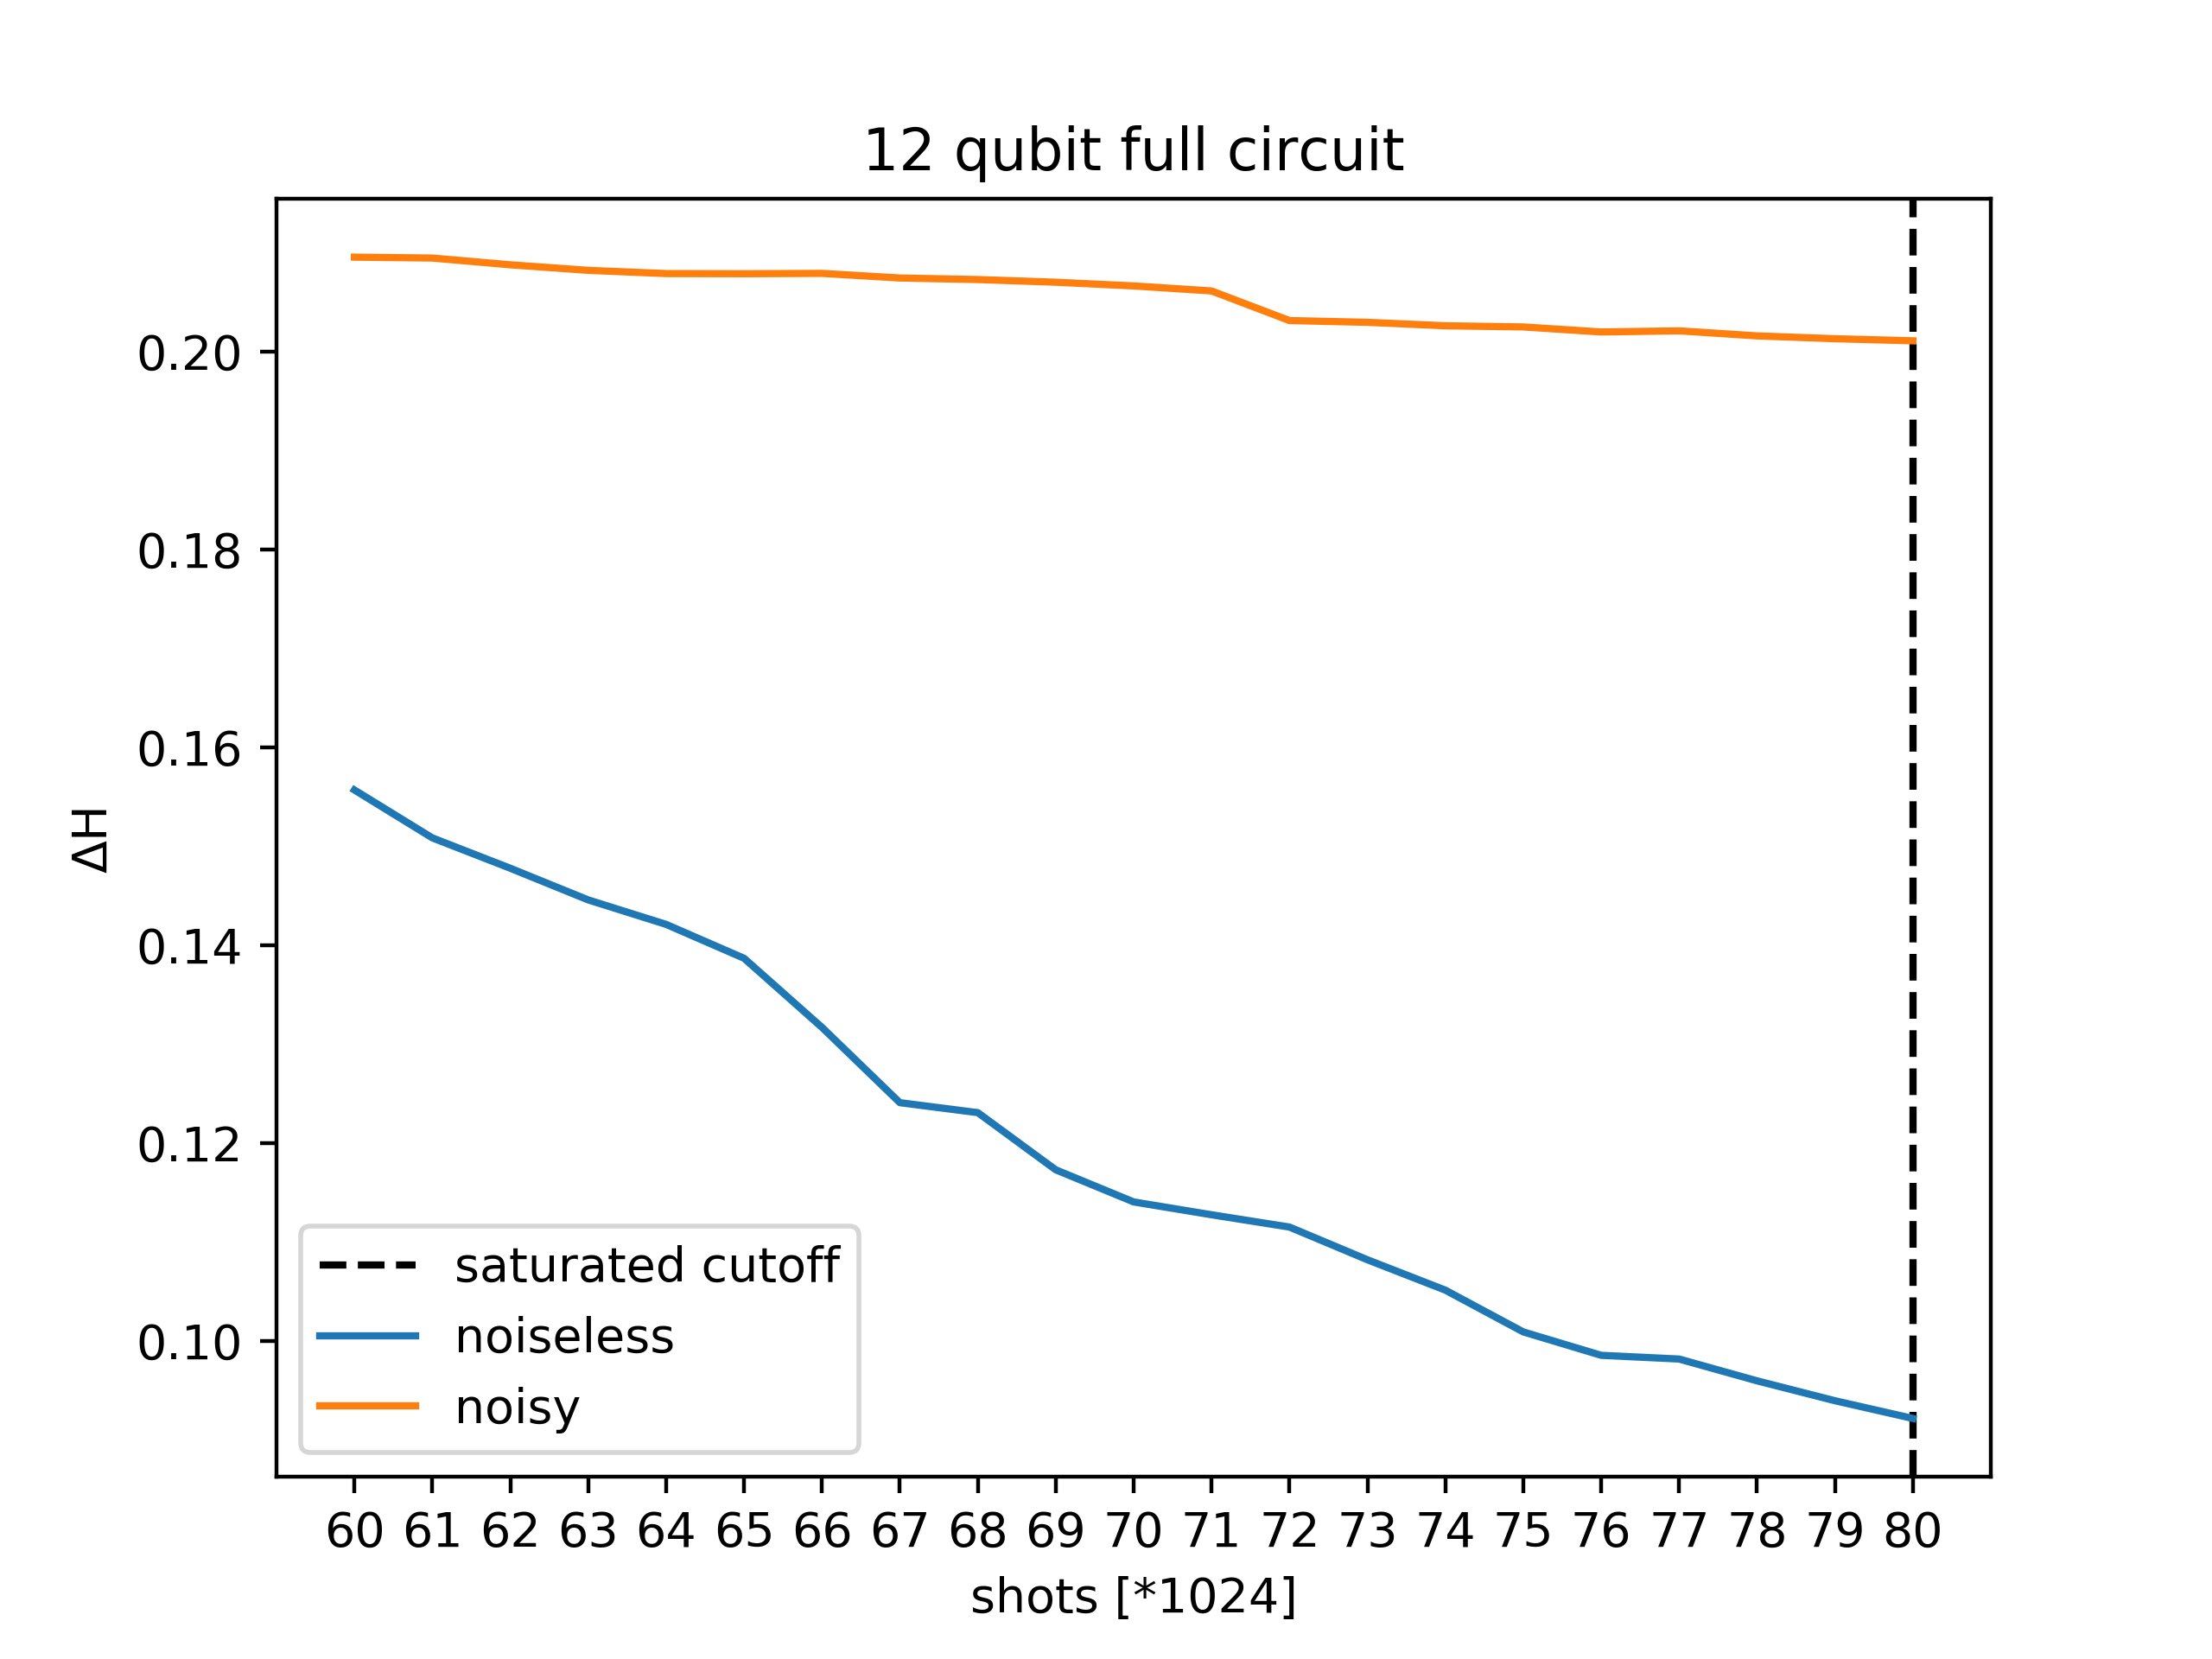 12 qubit full circuit
0.20
0.18
0.16
0.14
0.12
0.10
ΔH
saturated cutoff
noiseless
noisy
60 61 62 63 64 65 66 67 68 69 70 71 72 73 74 75 76 77 78 79 80
shots [*1024]